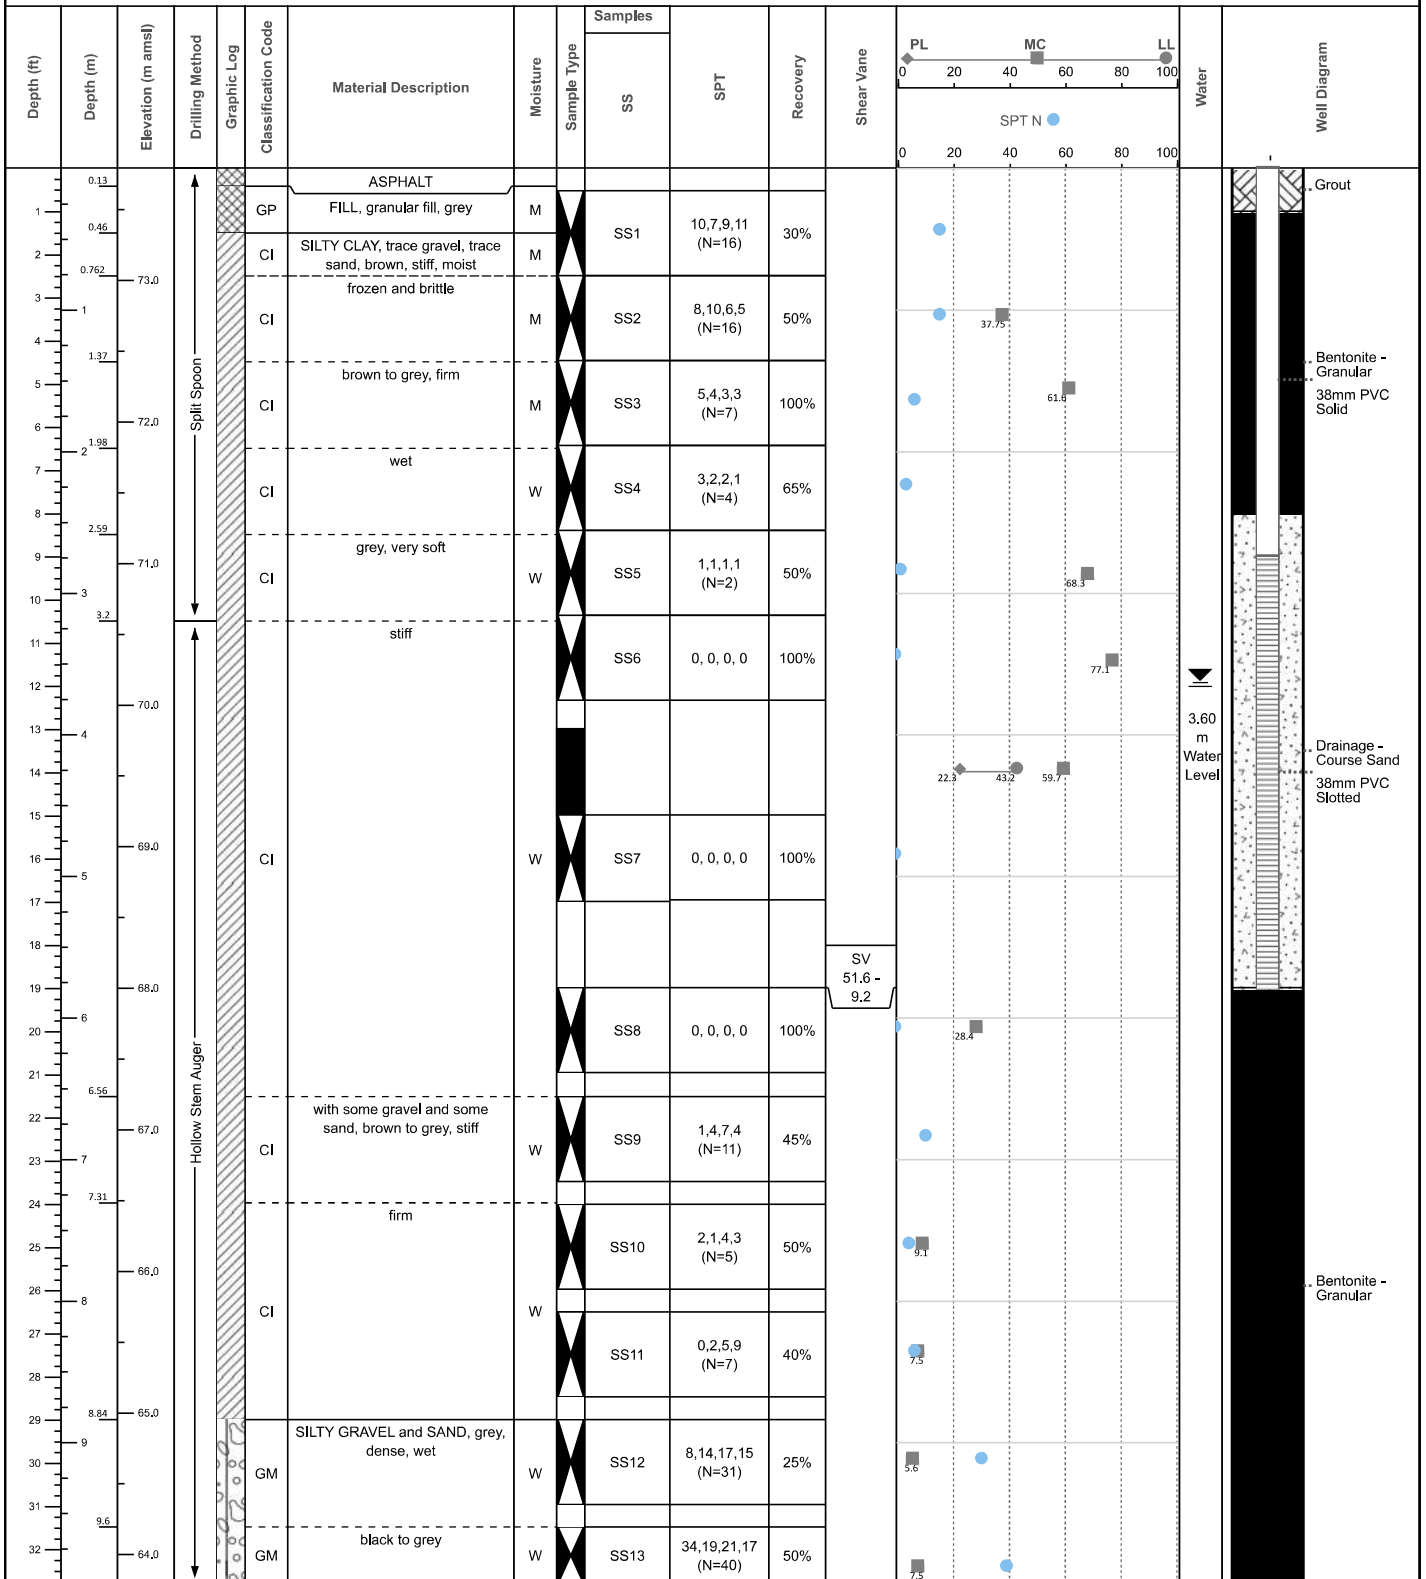 Samples
Depth (ft)
Depth (m)
Elevation (m amsl)
Drilling Method
Graphic Log
Classification Code
Material Description
Moisture
Sample Type
SS
SPT
Recovery
Shear Vane
PL MC LL
0 20 40 60 80 100
SPT N
0 20 40 60 80 100
Water
Well Diagram
1
2
3
4
5
6
7
8
9
10
11
12
13
14
15
16
17
18
19
20
21
22
23
24
25
26
27
28
29
30
31
32
0.13
0.46
0.762
1
1.37
1.98
2
2.59
3
3.2
4
5
6
6.56
7
7.31
8
8.84
9
9.6
73.0
72.0
71.0
70.0
69.0
68.0
67.0
66.0
65.0
64.0
Split Spoon
Hollow Stem Auger
ASPHALT
GP FILL, granular fill, grey M
CI SILTY CLAY, trace gravel, trace
sand, brown, stiff, moist M
SS1 10,7,9,11
(N=16) 30%
frozen and brittle
CI M SS2 8,10,6,5
(N=16) 50%
37.75
brown to grey, firm
CI M SS3 5,4,3,3
(N=7) 100%
61.6
wet
CI W SS4 3,2,2,1
(N=4) 65%
grey, very soft
CI W SS5 1,1,1,1
(N=2) 50%
68.3
stiff
SS6 0, 0, 0, 0 100%
77.1
22.3 43.2 59.7
CI W SS7 0, 0, 0, 0 100%
SV
51.6 -
9.2
SS8 0, 0, 0, 0 100%
28.4
with some gravel and some
sand, brown to grey, stiff
CI W SS9 1,4,7,4
(N=11) 45%
firm
SS10 2,1,4,3
(N=5) 50%
9.1
CI W
SS11 0,2,5,9
(N=7) 40%
7.5
SILTY GRAVEL and SAND, grey,
dense, wet
GM W SS12 8,14,17,15
(N=31) 25%
5.6
black to grey
GM W SS13 34,19,21,17
(N=40) 50%
7.5
3.60
m
Water
Level
Grout
Bentonite -
Granular
38mm PVC
Solid
Drainage -
Course Sand
38mm PVC
Slotted
Bentonite -
Granular